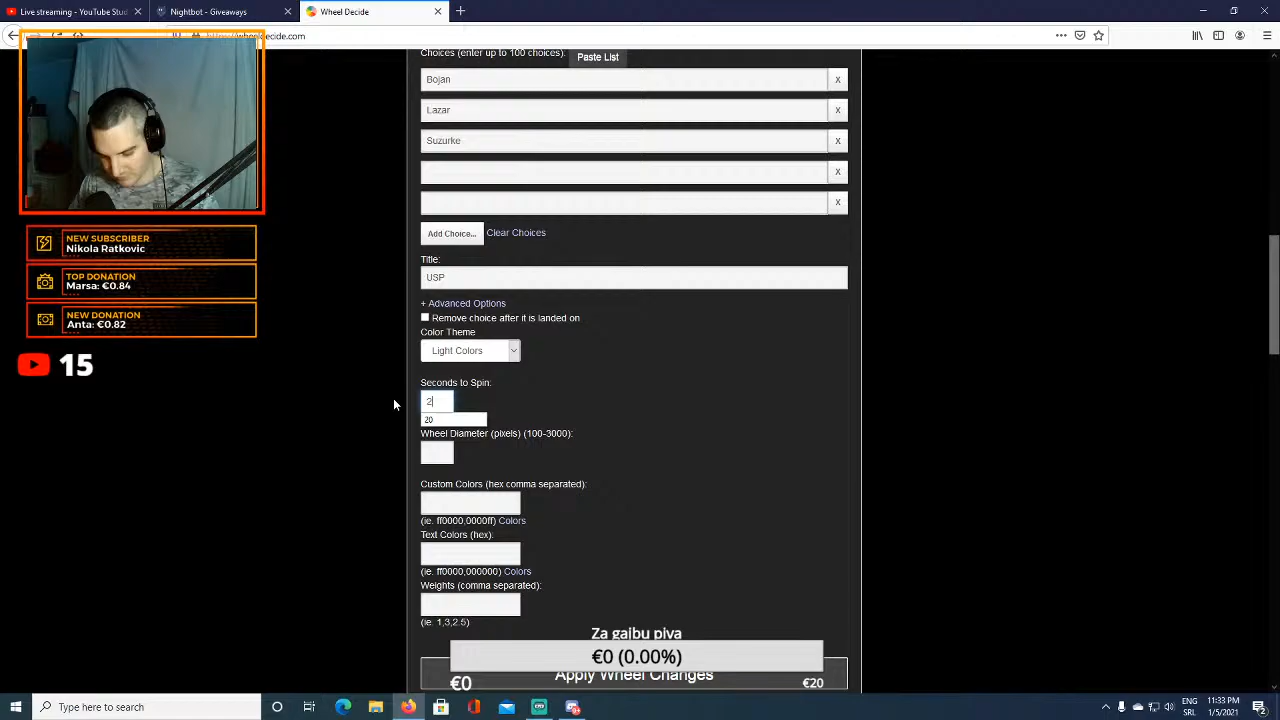 Live streaming - YouTube Stud
Nightbot - Giveaways
Wheel Decide
decide.com
Choices (enter up to 100 choices):
Paste List
Bojan
X
Lazar
X
Suzurke
X
X
X
Add Choice...
Clear Choices
Title:
USP
+ Advanced Options
Remove choice after it is landed on
Color Theme
Light Colors
Seconds to Spin:
2
20
Wheel Diameter (pixels) (100-3000):
Custom Colors (hex comma separated):
(ie. ff0000,0000ff) Colors
Text Colors (hex):
(ie. ff0000,000000) Colors
Weights (comma separated):
(ie. 1,3,2.5)
Za gajbu piva
€0 (0.00%)
Apply Wheel Changes
€0
€20
NEW SUBSCRIBER
Nikola Ratkovic
TOP DONATION
Marsa: €0.84
NEW DONATION
Anta: €0.82
15
Type here to search
ENG
SRL
11:33 PM
1/5/2021
2